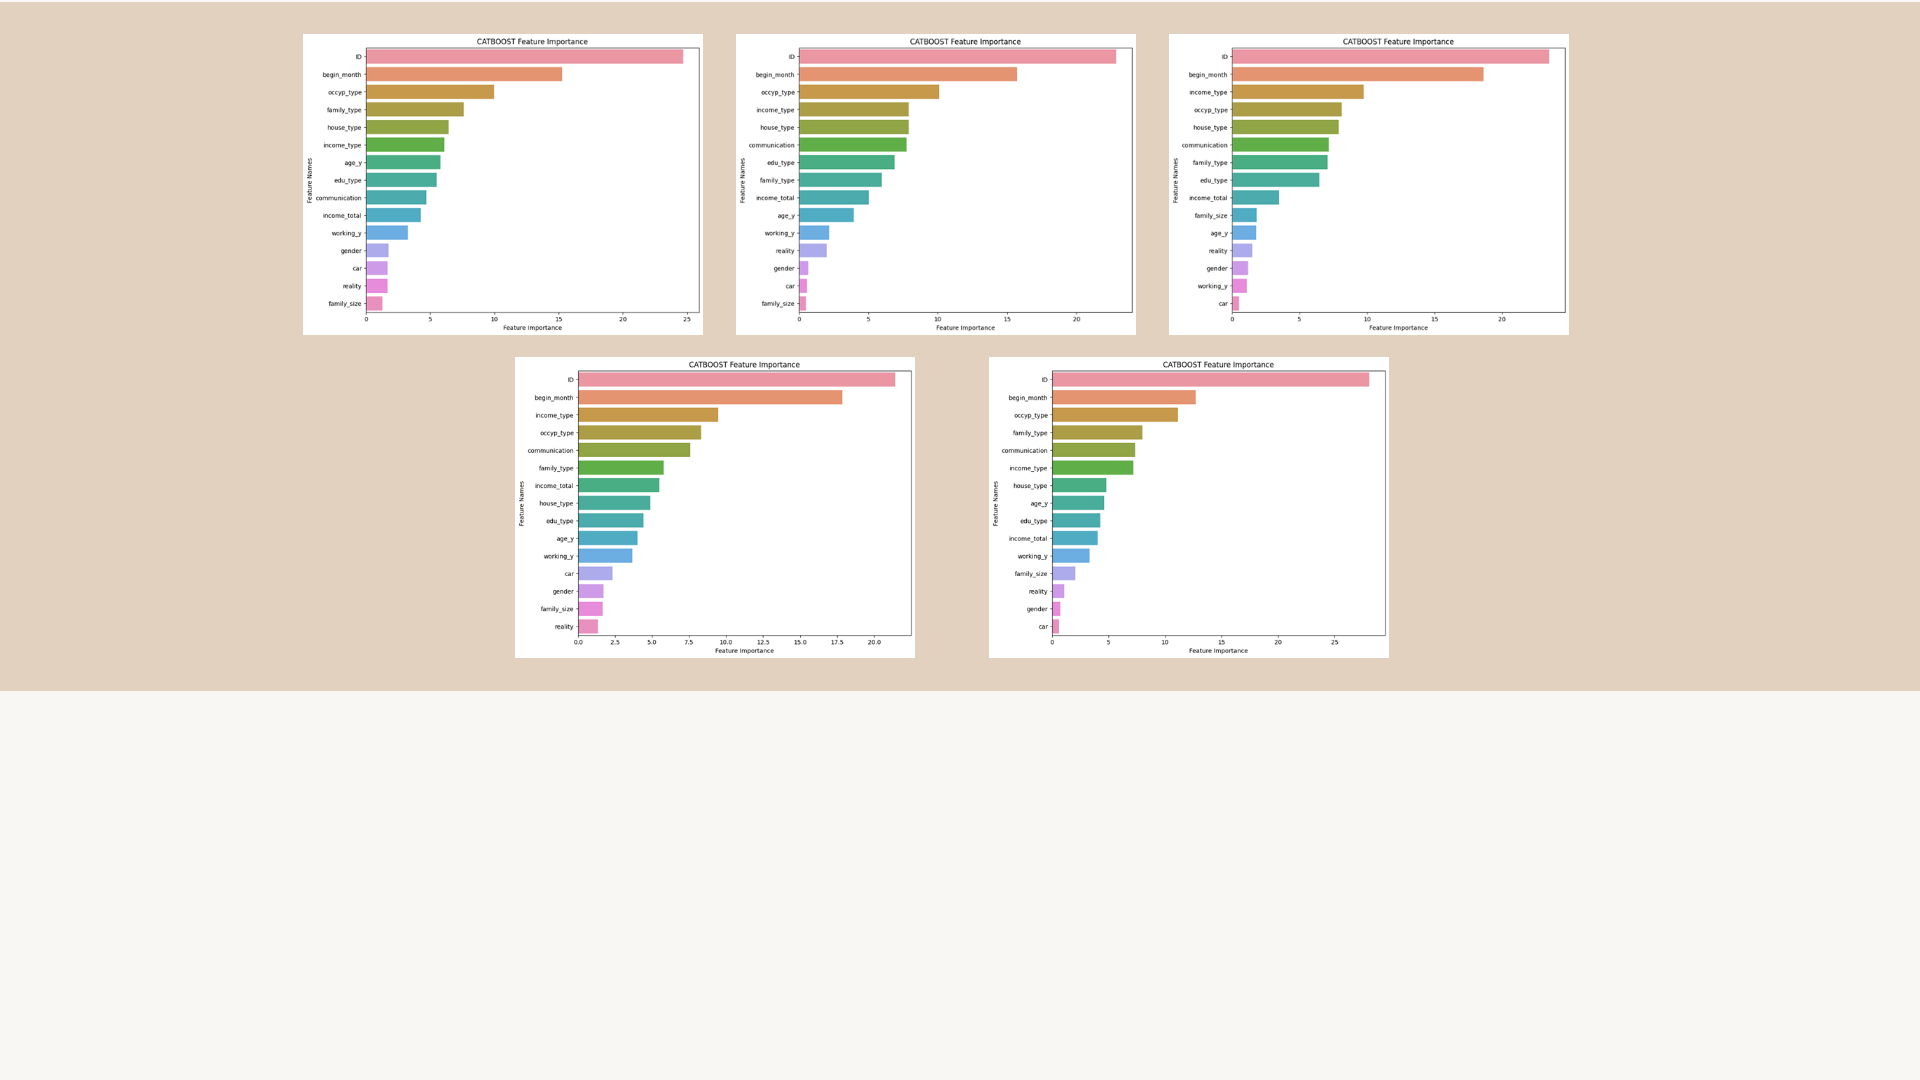 CATBOOST Feature Importance
ID
begin_month
occyp_type
family_type
house_type
income_type
age_y
edu_type
communication
income_total
working_y
gender
car
reality
family_size
Feature Names
0 5 10 15 20 25
Feature Importance
CATBOOST Feature Importance
ID
begin_month
occyp_type
income_type
house_type
communication
edu_type
family_type
income_total
age_y
working_y
reality
gender
car
family_size
Feature Names
0 5 10 15 20
Feature Importance
CATBOOST Feature Importance
ID
begin_month
income_type
occyp_type
house_type
communication
family_type
edu_type
income_total
family_size
age_y
reality
gender
working_y
car
Feature Names
0 5 10 15 20
Feature Importance
CATBOOST Feature Importance
ID
begin_month
income_type
occyp_type
communication
family_type
income_total
house_type
edu_type
age_y
working_y
car
gender
family_size
reality
Feature Names
0.0 2.5 5.0 7.5 10.0 12.5 15.0 17.5 20.0
Feature Importance
CATBOOST Feature Importance
ID
begin_month
occyp_type
family_type
communication
income_type
house_type
age_y
edu_type
income_total
working_y
family_size
reality
gender
car
Feature Names
0 5 10 15 20 25
Feature Importance